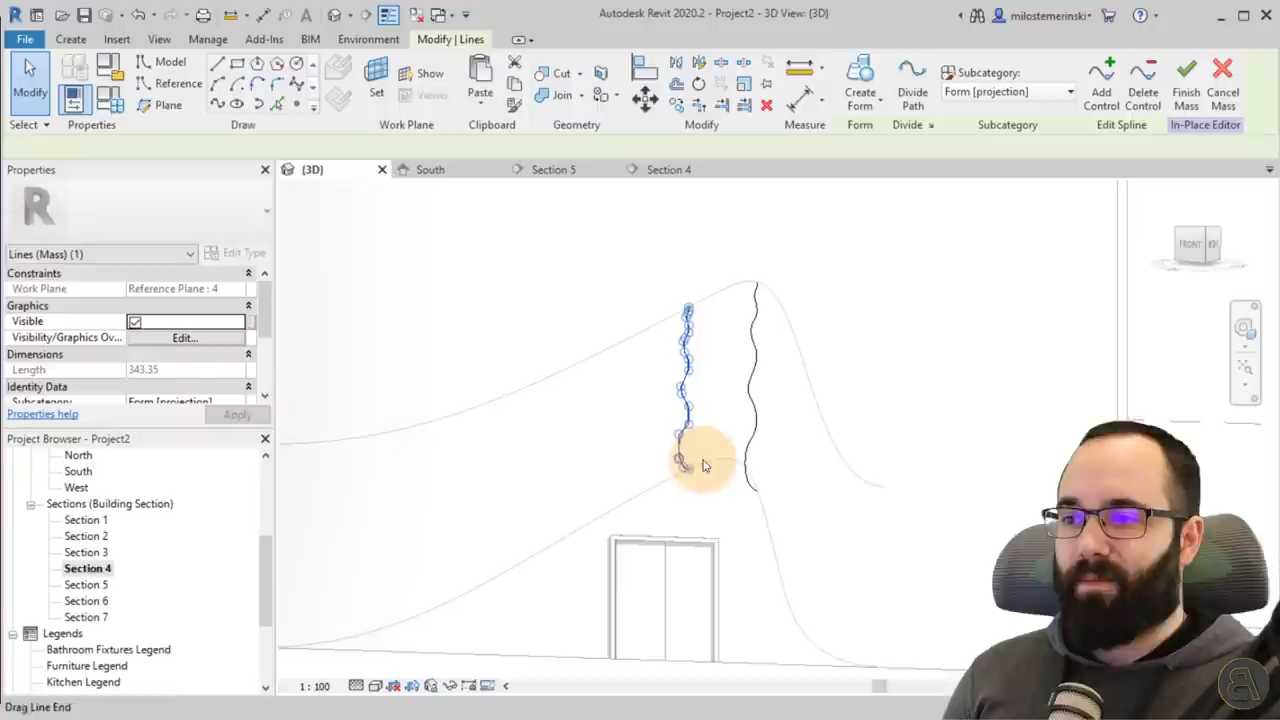 Autodesk Revit 2020.2 - Project2 - 3D View: {3D}
milostemerinski
File Create Insert View Manage Add-Ins BIM Environment Modify | Lines
Modify
Model
Reference
Plane
Set
Show
Viewer
Paste
Cut
Join
Create Form
Divide Path
Subcategory:
Form [projection]
Add Control
Delete Control
Finish Mass
Cancel Mass
Select Properties Draw Work Plane Clipboard Geometry Modify Measure Form Divide Subcategory Edit Spline In-Place Editor
Properties
{3D} South Section 5 Section 4
R
Lines (Mass) (1) Edit Type
Constraints
Work Plane Reference Plane : 4
Graphics
Visible
Visibility/Graphics Ov... Edit...
Dimensions
Length 343.35
Identity Data
Subcategory Form [projection]
Properties help Apply
Project Browser - Project2
North
South
West
Sections (Building Section)
Section 1
Section 2
Section 3
Section 4
Section 5
Section 6
Section 7
Legends
Bathroom Fixtures Legend
Furniture Legend
Kitchen Legend
FRONT
1 : 100
Drag Line End